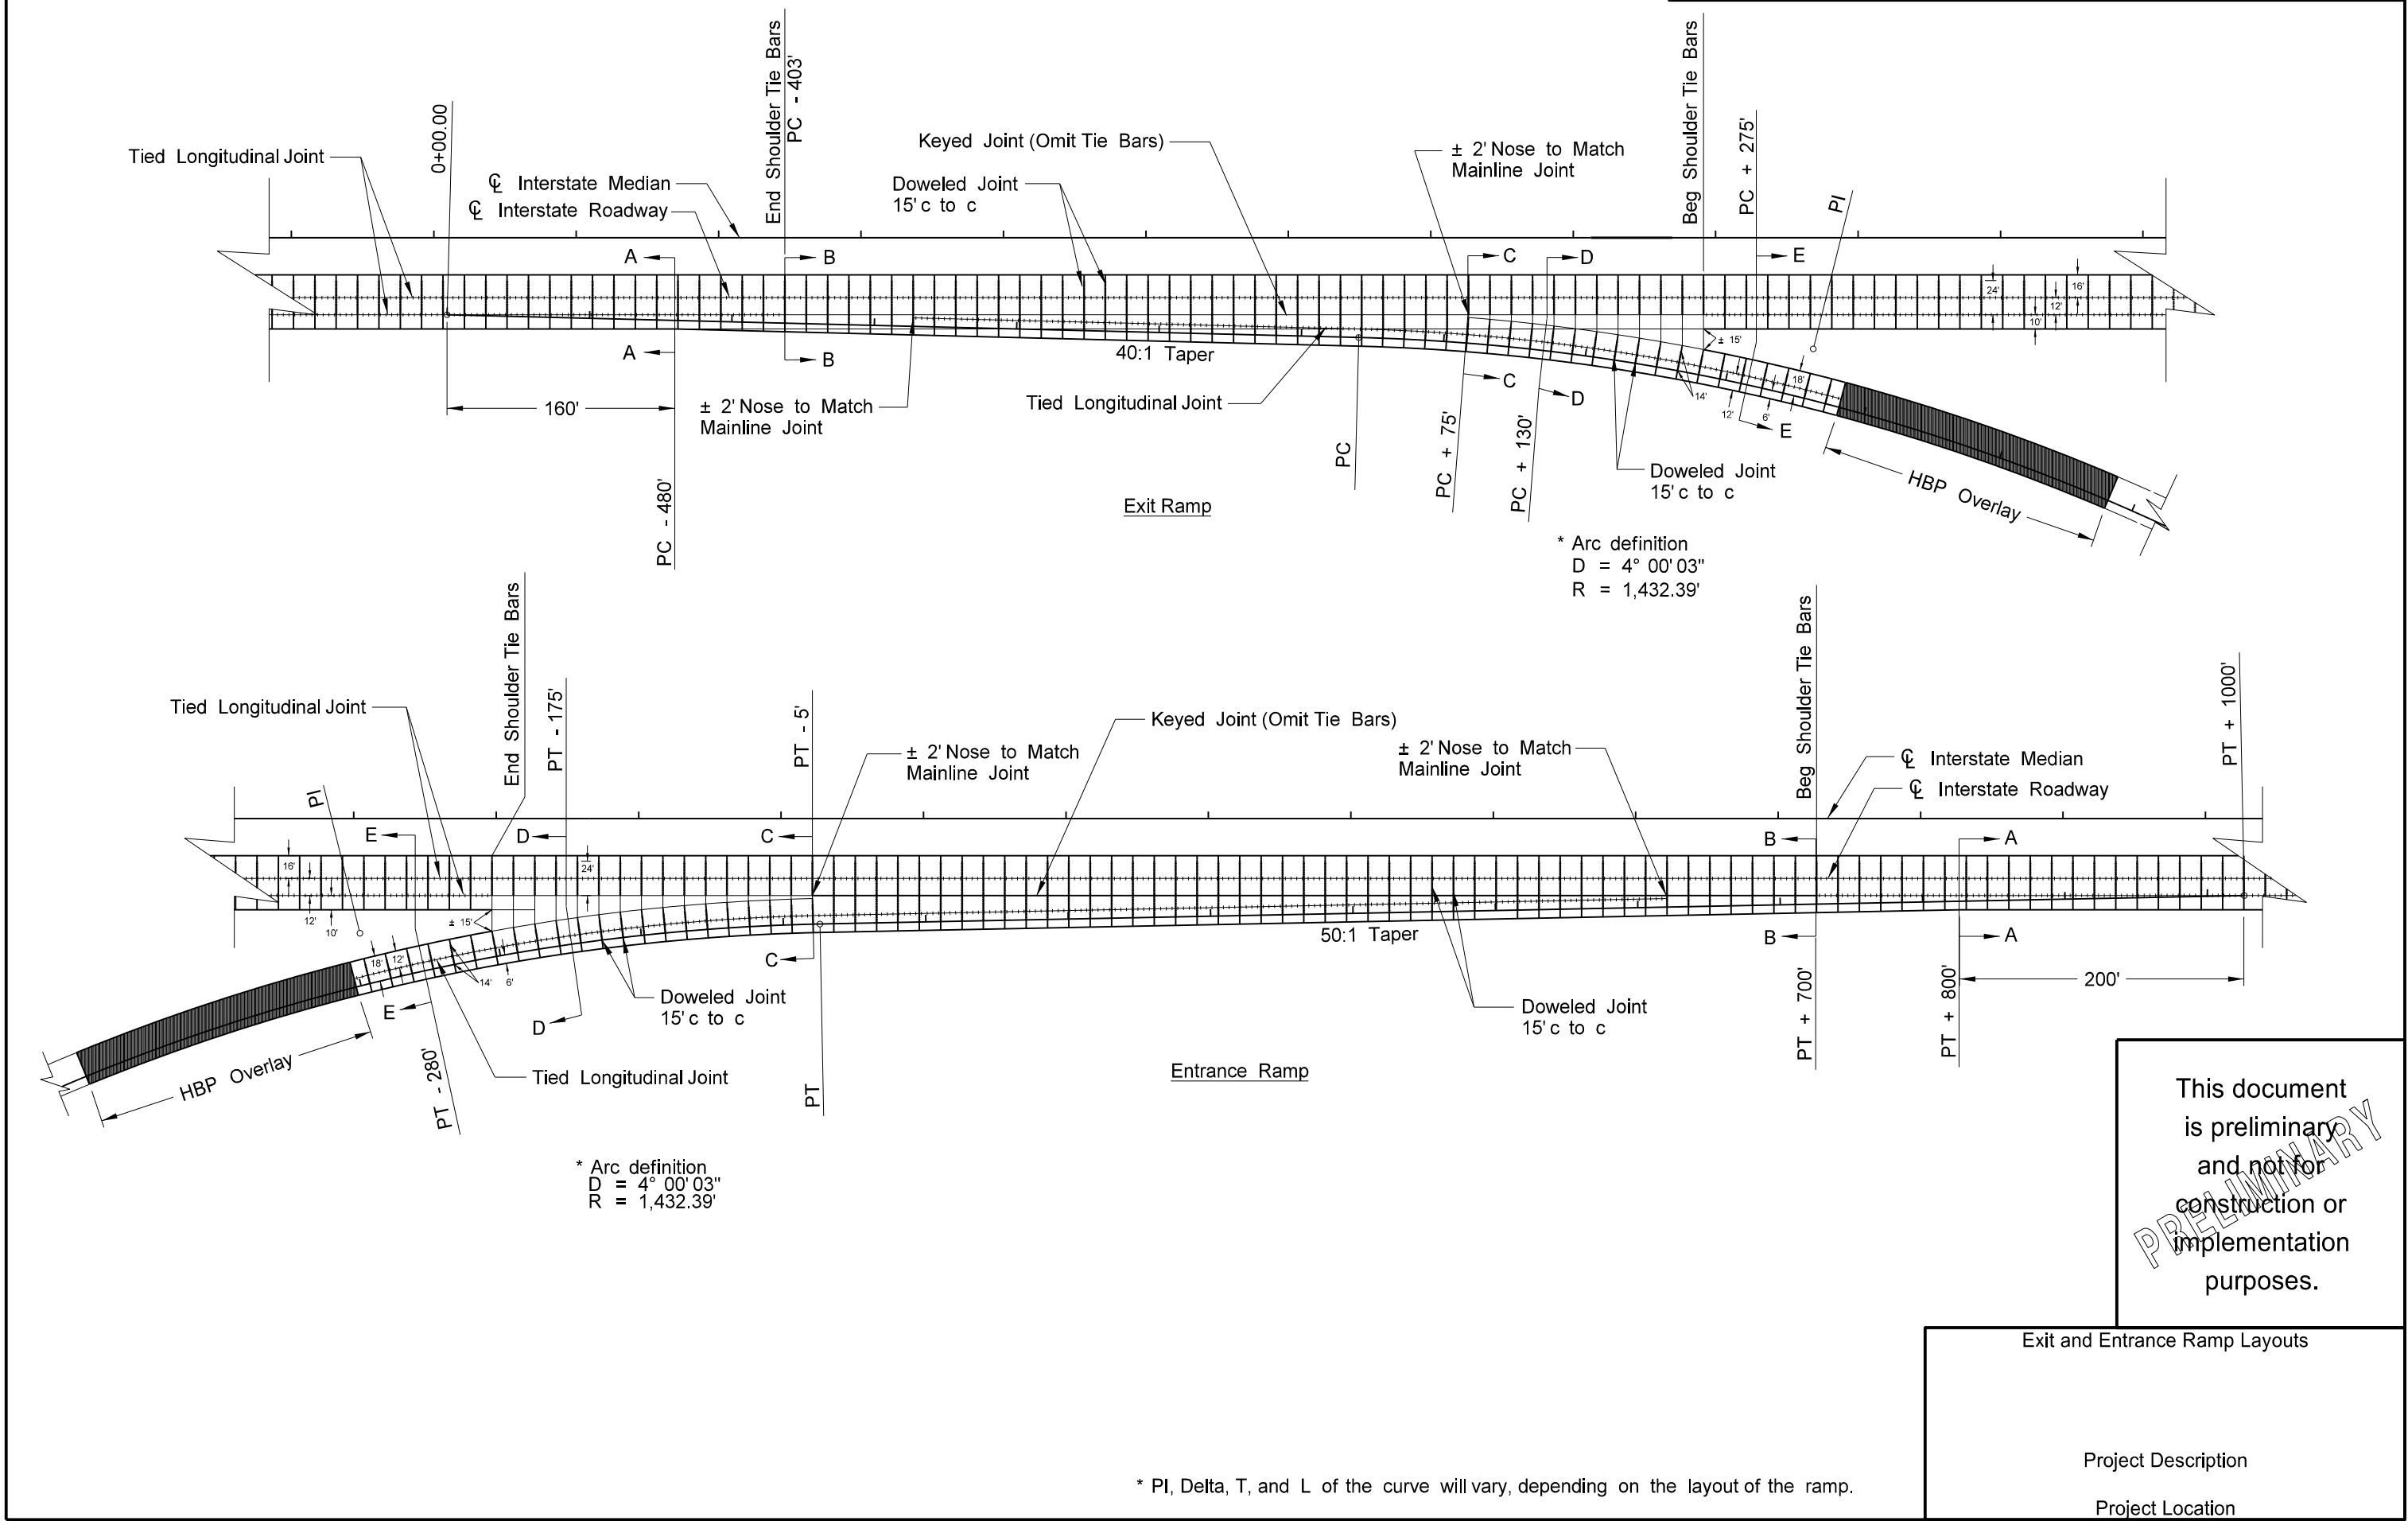 End Shoulder Tie Bars
PC - 403'
Beg Shoulder Tie Bars
0+00.00
Tied Longitudinal Joint
℄ Interstate Median
℄ Interstate Roadway
Keyed Joint (Omit Tie Bars)
Doweled Joint
15' c to c
± 2' Nose to Match
Mainline Joint
PC + 275'
PI
A
B
C
D
E
24'
16'
12'
10'
A
B
40:1 Taper
± 15'
C
D
18'
14'
12'
6'
E
160'
± 2' Nose to Match
Mainline Joint
Tied Longitudinal Joint
PC - 480'
PC
PC + 75'
PC + 130'
Doweled Joint
15' c to c
HBP Overlay
Exit Ramp
* Arc definition
D = 4° 00' 03"
R = 1,432.39'
End Shoulder Tie Bars
PT - 175'
PT - 5'
Beg Shoulder Tie Bars
PT + 1000'
Tied Longitudinal Joint
Keyed Joint (Omit Tie Bars)
± 2' Nose to Match
Mainline Joint
± 2' Nose to Match
Mainline Joint
℄ Interstate Median
℄ Interstate Roadway
PI
E
D
C
B
A
16'
24'
12'
10'
± 15'
50:1 Taper
B
A
18'
12'
14'
6'
C
E
D
200'
Doweled Joint
15' c to c
Doweled Joint
15' c to c
HBP Overlay
PT - 280'
Tied Longitudinal Joint
PT
PT + 700'
PT + 800'
Entrance Ramp
* Arc definition
D = 4° 00' 03"
R = 1,432.39'
This document
is preliminary
and not for
construction or
implementation
purposes.
PRELIMINARY
Exit and Entrance Ramp Layouts
Project Description
Project Location
* PI, Delta, T, and L of the curve will vary, depending on the layout of the ramp.